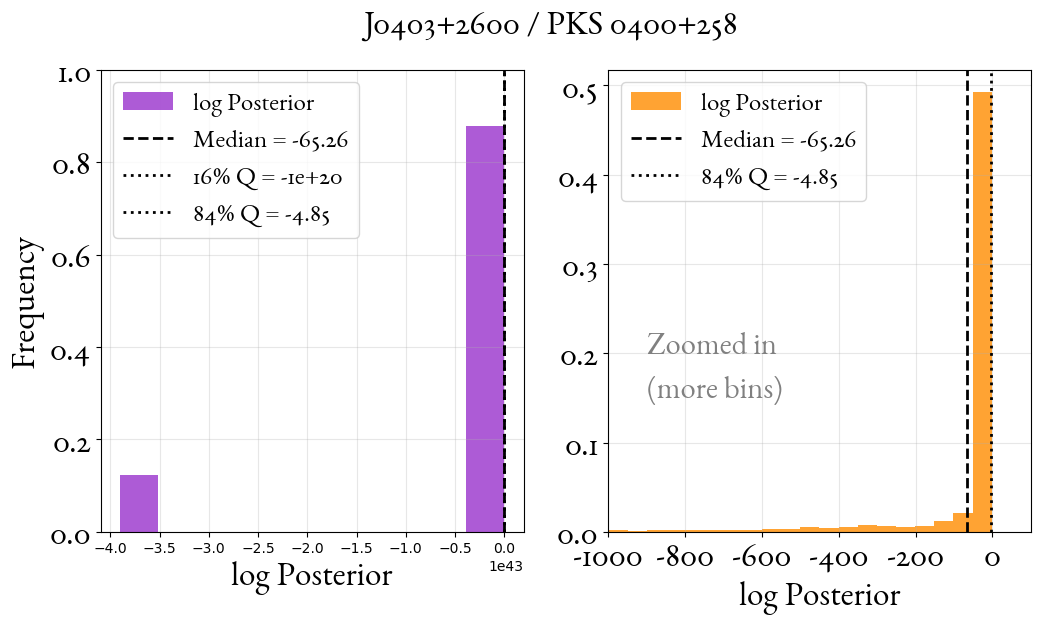 J0403+2600 / PKS 0400+258
Frequency
1.0
0.8
0.6
0.4
0.2
0.0
log Posterior
Median = -65.26
16% Q = -1e+20
84% Q = -4.85
−4.0 −3.5 −3.0 −2.5 −2.0 −1.5 −1.0 −0.5 0.0
1e43
log Posterior
0.5
0.4
0.3
0.2
0.1
0.0
log Posterior
Median = -65.26
84% Q = -4.85
Zoomed in
(more bins)
-1000 -800 -600 -400 -200 0
log Posterior